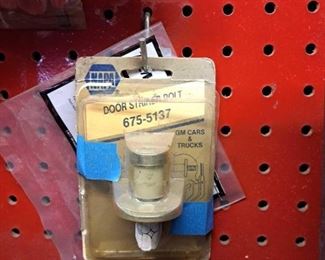 NAPA
DOOR STRIKER BOLT
675-5137
GM CARS
&
TRUCKS